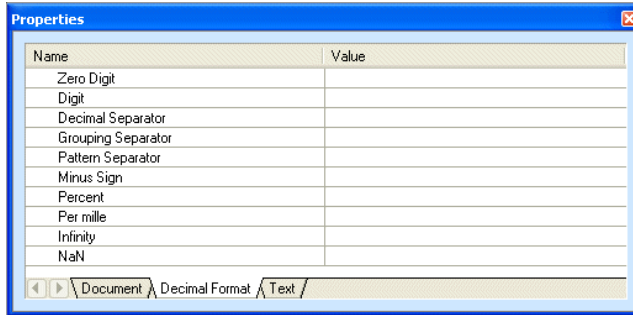 Properties
Name Value
Zero Digit
Digit
Decimal Separator
Grouping Separator
Pattern Separator
Minus Sign
Percent
Per mille
Infinity
NaN
Document Decimal Format Text